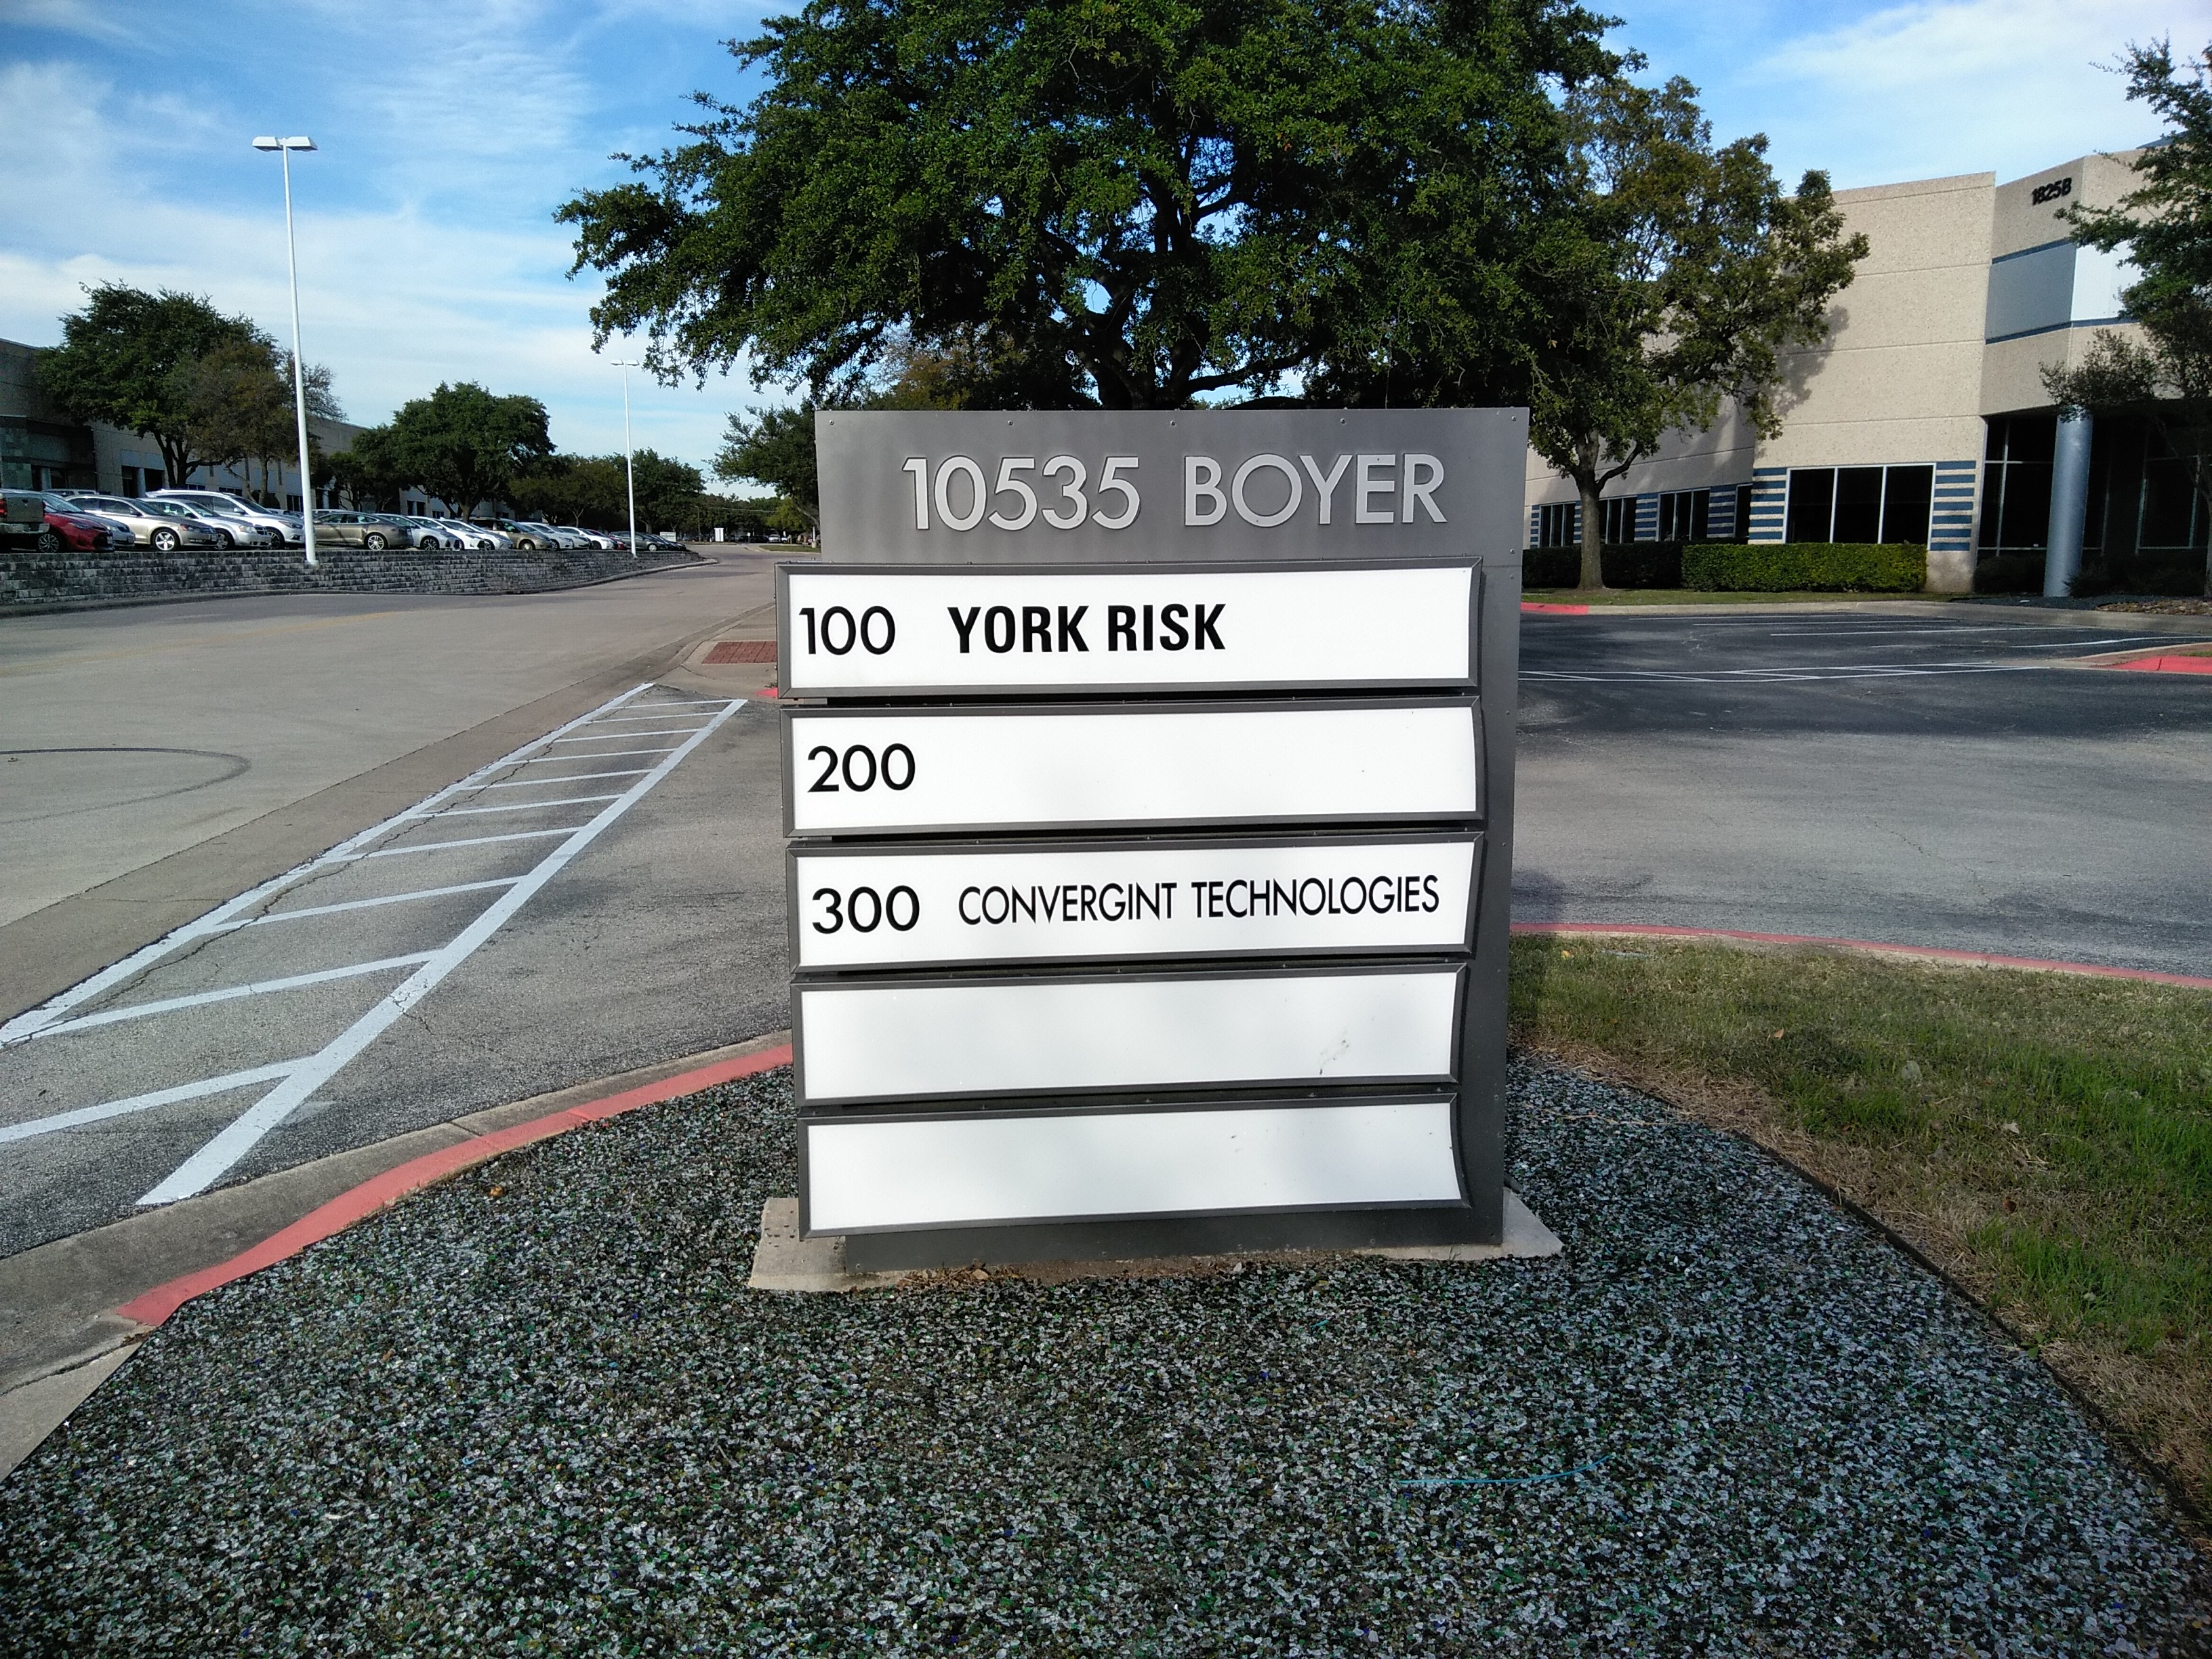 10535 BOYER
100 YORK RISK
200
300 CONVERGINT TECHNOLOGIES
1825B